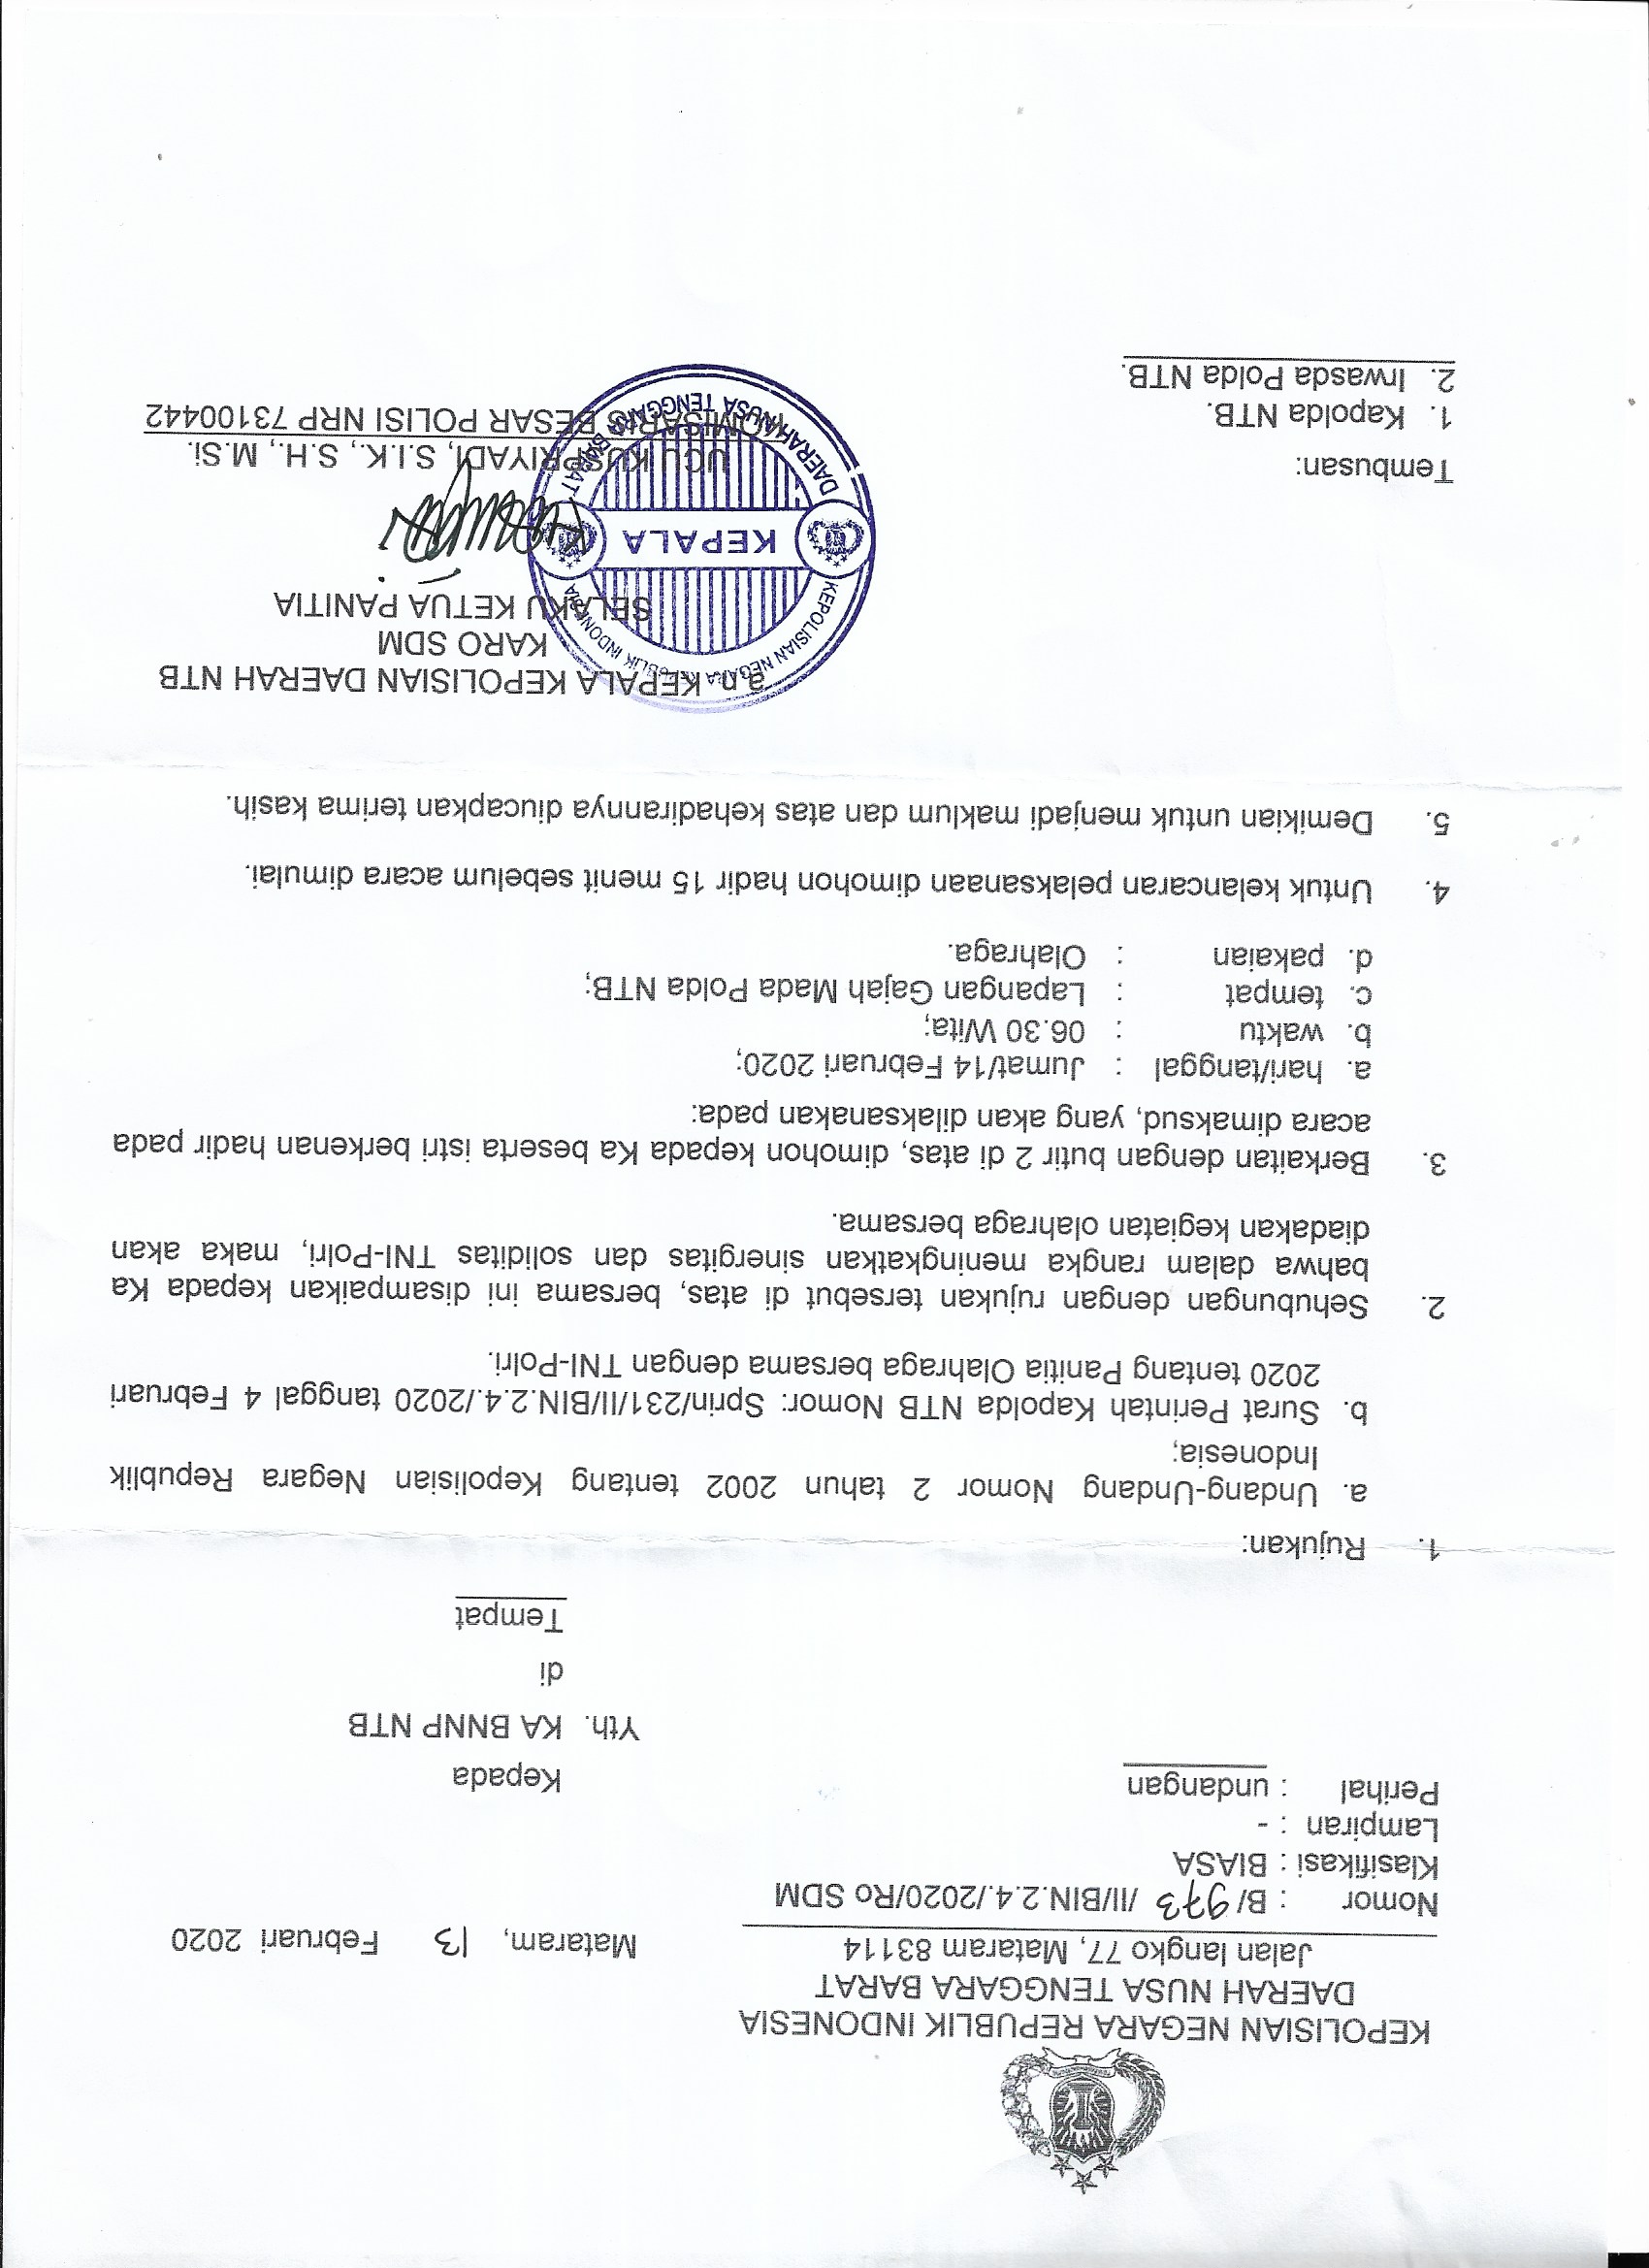 KEPOLISIAN NEGARA REPUBLIK INDONESIA
DAERAH NUSA TENGGARA BARAT
Jalan langko 77, Mataram 83114
Mataram, 13 Februari 2020
Nomor : B/973 /II/BIN.2.4./2020/Ro SDM
Klasifikasi : BIASA
Lampiran : -
Perihal : undangan
Kepada
Yth. KA BNNP NTB
di
Tempat
1. Rujukan:
a. Undang-Undang Nomor 2 tahun 2002 tentang Kepolisian Negara Republik
Indonesia;
b. Surat Perintah Kapolda NTB Nomor: Sprin/231/II/BIN.2.4./2020 tanggal 4 Februari
2020 tentang Panitia Olahraga bersama dengan TNI-Polri.
2. Sehubungan dengan rujukan tersebut di atas, bersama ini disampaikan kepada Ka
bahwa dalam rangka meningkatkan sinergitas dan soliditas TNI-Polri, maka akan
diadakan kegiatan olahraga bersama.
3. Berkaitan dengan butir 2 di atas, dimohon kepada Ka beserta istri berkenan hadir pada
acara dimaksud, yang akan dilaksanakan pada:
a. hari/tanggal : Jumat/14 Februari 2020;
b. waktu : 06.30 Wita;
c. tempat : Lapangan Gajah Mada Polda NTB;
d. pakaian : Olahraga.
4. Untuk kelancaran pelaksanaan dimohon hadir 15 menit sebelum acara dimulai.
5. Demikian untuk menjadi maklum dan atas kehadirannya diucapkan terima kasih.
a.n. KEPALA KEPOLISIAN DAERAH NTB
KARO SDM
SELAKU KETUA PANITIA
KEPOLISIAN NEGARA REPUBLIK INDONESIA
KEPALA
DAERAH NUSA TENGGARA BARAT
UCU KUSPRIYADI, S.I.K., S.H., M.Si.
KOMISARIS BESAR POLISI NRP 73100442
Tembusan:
1. Kapolda NTB.
2. Irwasda Polda NTB.